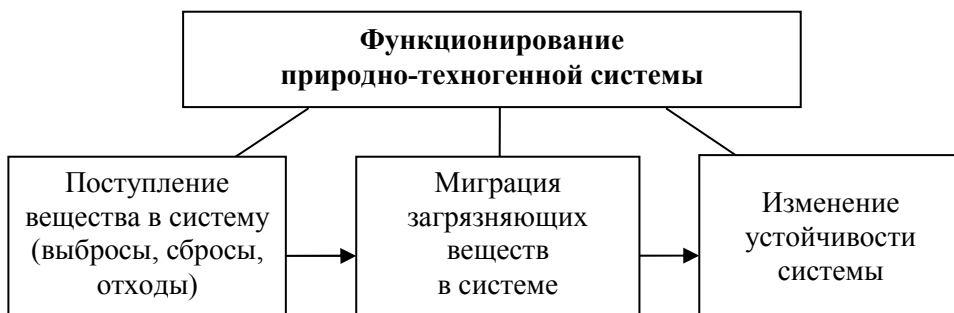 Функционирование
природно-техногенной системы
Поступление
вещества в систему
(выбросы, сбросы,
отходы)
Миграция
загрязняющих
веществ
в системе
Изменение
устойчивости
системы